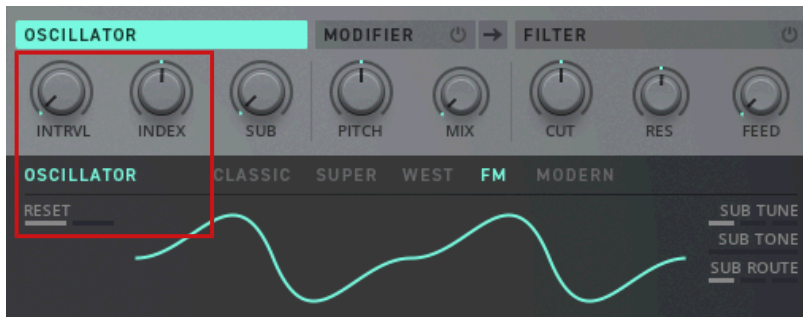 OSCILLATOR MODIFIER FILTER
INTRVL INDEX SUB PITCH MIX CUT RES FEED
OSCILLATOR CLASSIC SUPER WEST FM MODERN
RESET SUB TUNE
SUB TONE
SUB ROUTE